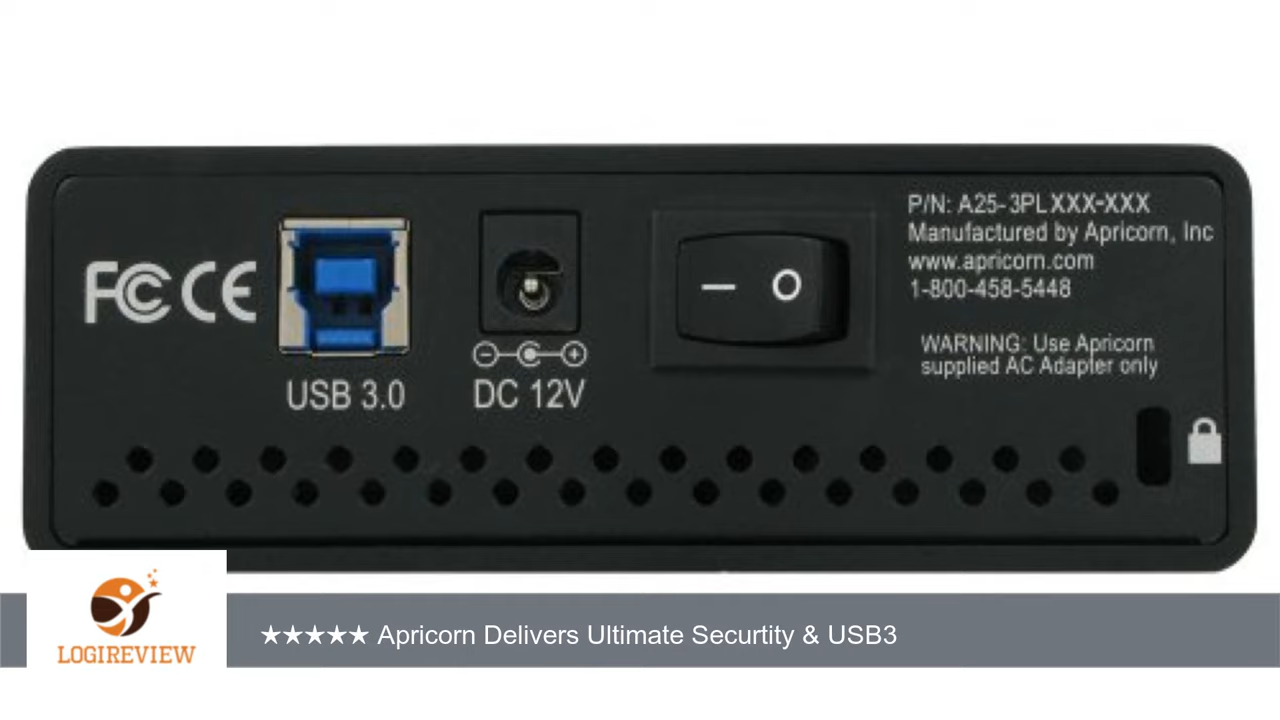 FC CE
USB 3.0
DC 12V
P/N: A25-3PLXXX-XXX
Manufactured by Apricorn, Inc
www.apricorn.com
1-800-458-5448
WARNING: Use Apricorn
supplied AC Adapter only
LOGIREVIEW
★★★★★ Apricorn Delivers Ultimate Securtity & USB3